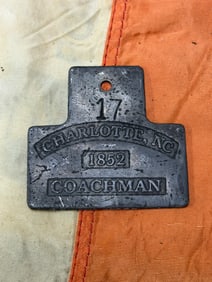 17
CHARLOTTE, NC
1852
COACHMAN